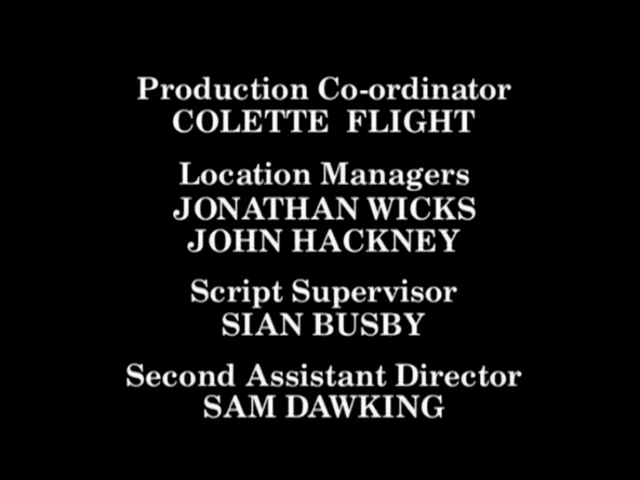 Production Co-ordinator
COLETTE FLIGHT
Location Managers
JONATHAN WICKS
JOHN HACKNEY
Script Supervisor
SIAN BUSBY
Second Assistant Director
SAM DAWKING